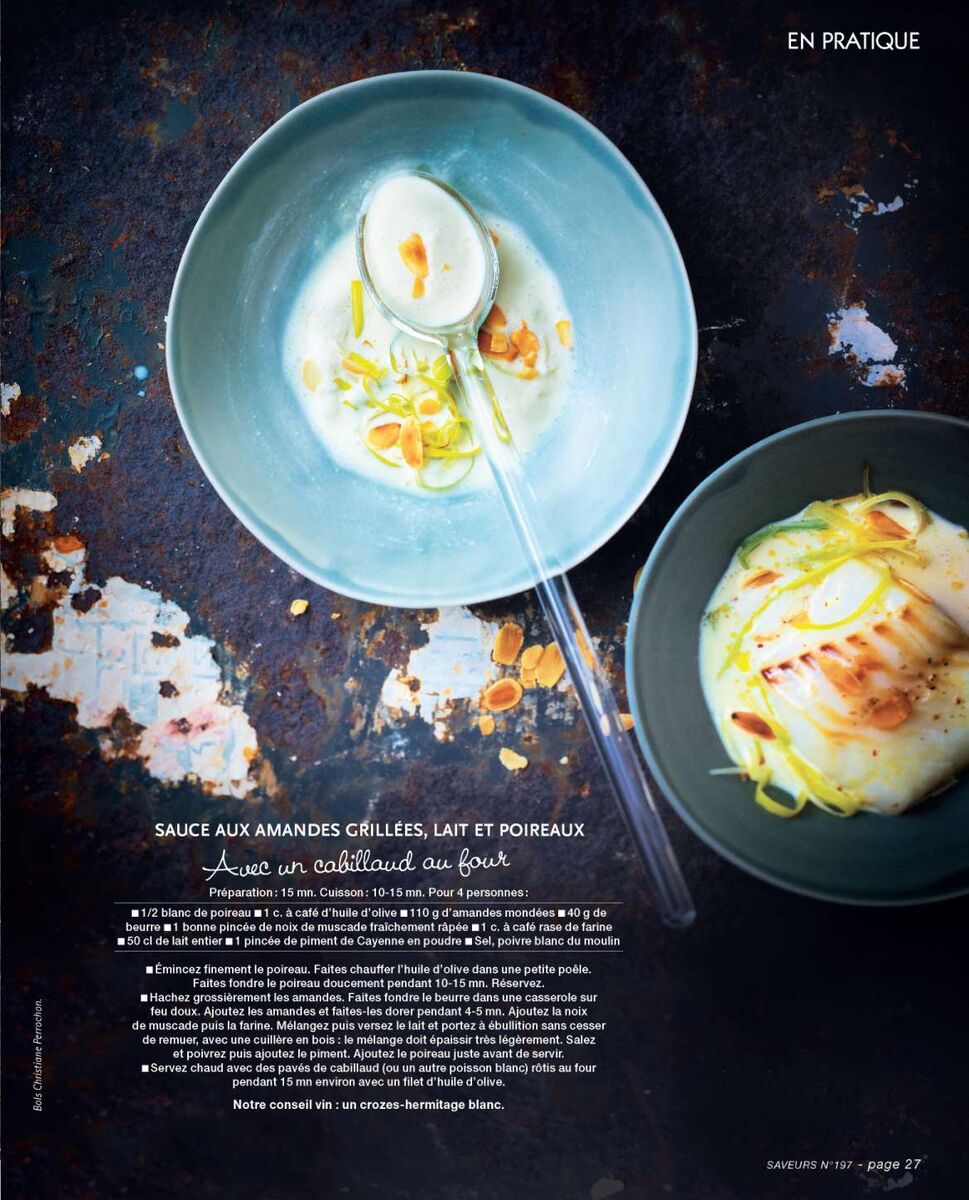 EN PRATIQUE
SAUCE AUX AMANDES GRILLÉES, LAIT ET POIREAUX
Avec un cabillaud au four
Préparation : 15 mn. Cuisson : 10-15 mn. Pour 4 personnes :
■ 1/2 blanc de poireau ■ 1 c. à café d'huile d'olive ■ 110 g d'amandes mondées ■ 40 g de
beurre ■ 1 bonne pincée de noix de muscade fraîchement râpée ■ 1 c. à café rase de farine
■ 50 cl de lait entier ■ 1 pincée de piment de Cayenne en poudre ■ Sel, poivre blanc du moulin
■ Émincez finement le poireau. Faites chauffer l'huile d'olive dans une petite poêle.
Faites fondre le poireau doucement pendant 10-15 mn. Réservez.
■ Hachez grossièrement les amandes. Faites fondre le beurre dans une casserole sur
feu doux. Ajoutez les amandes et faites-les dorer pendant 4-5 mn. Ajoutez la noix
de muscade puis la farine. Mélangez puis versez le lait et portez à ébullition sans cesser
de remuer, avec une cuillère en bois : le mélange doit épaissir très légèrement. Salez
et poivrez puis ajoutez le piment. Ajoutez le poireau juste avant de servir.
■ Servez chaud avec des pavés de cabillaud (ou un autre poisson blanc) rôtis au four
pendant 15 mn environ avec un filet d'huile d'olive.
Notre conseil vin : un crozes-hermitage blanc.
Bols Christiane Perrochon.
SAVEURS N°197 - page 27